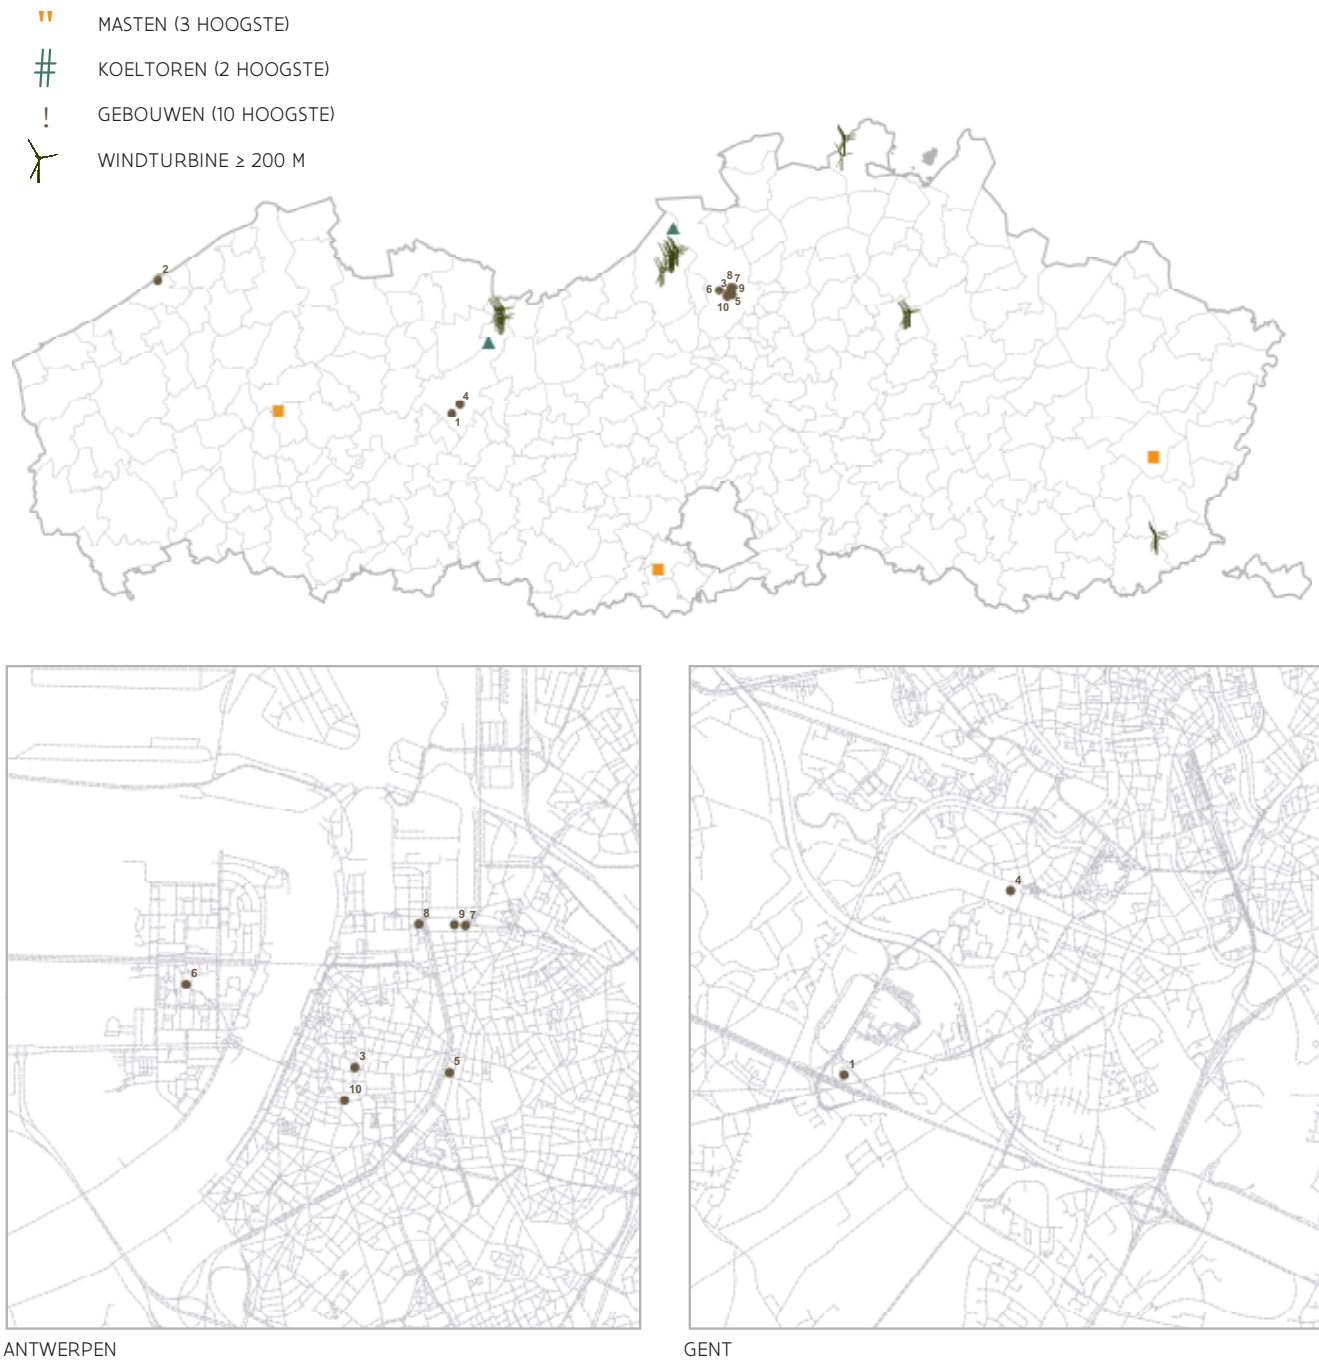 " MASTEN (3 HOOGSTE)
# KOELTOREN (2 HOOGSTE)
! GEBOUWEN (10 HOOGSTE)
WINDTURBINE ≥ 200 M
2
8 7
6 3 9
10 5
4
1
8 9 7
6
3 5
10
4
1
ANTWERPEN
GENT